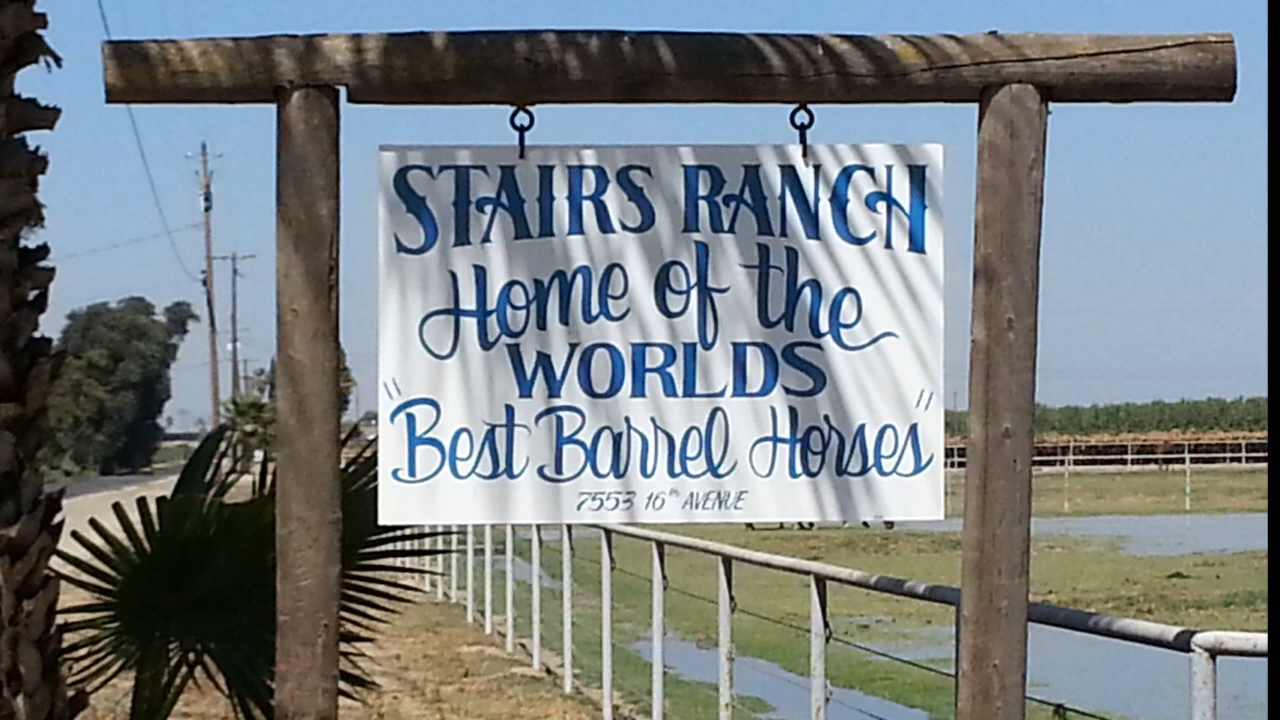 STAIRS RANCH
Home of the
WORLDS
"Best Barrel Horses"
7553 16th AVENUE